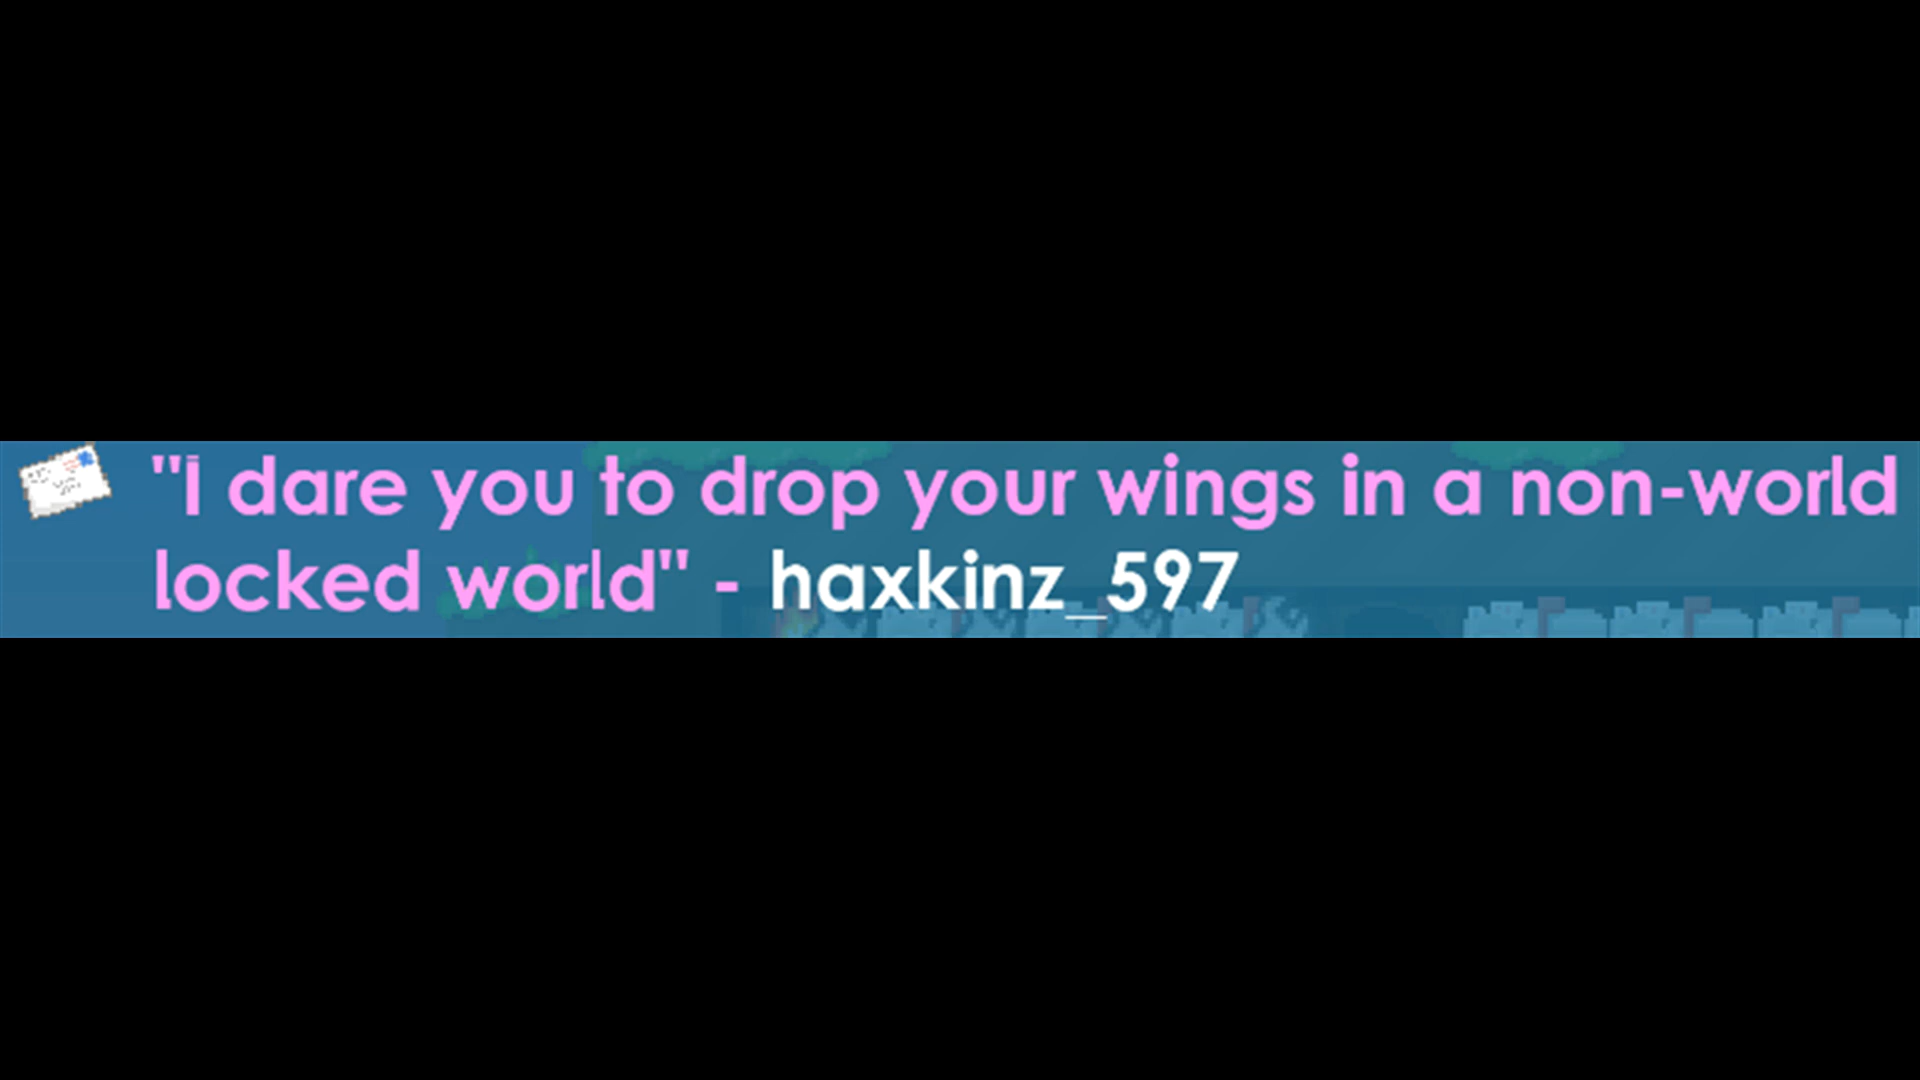 "I dare you to drop your wings in a non-world
locked world" - haxkinz_597